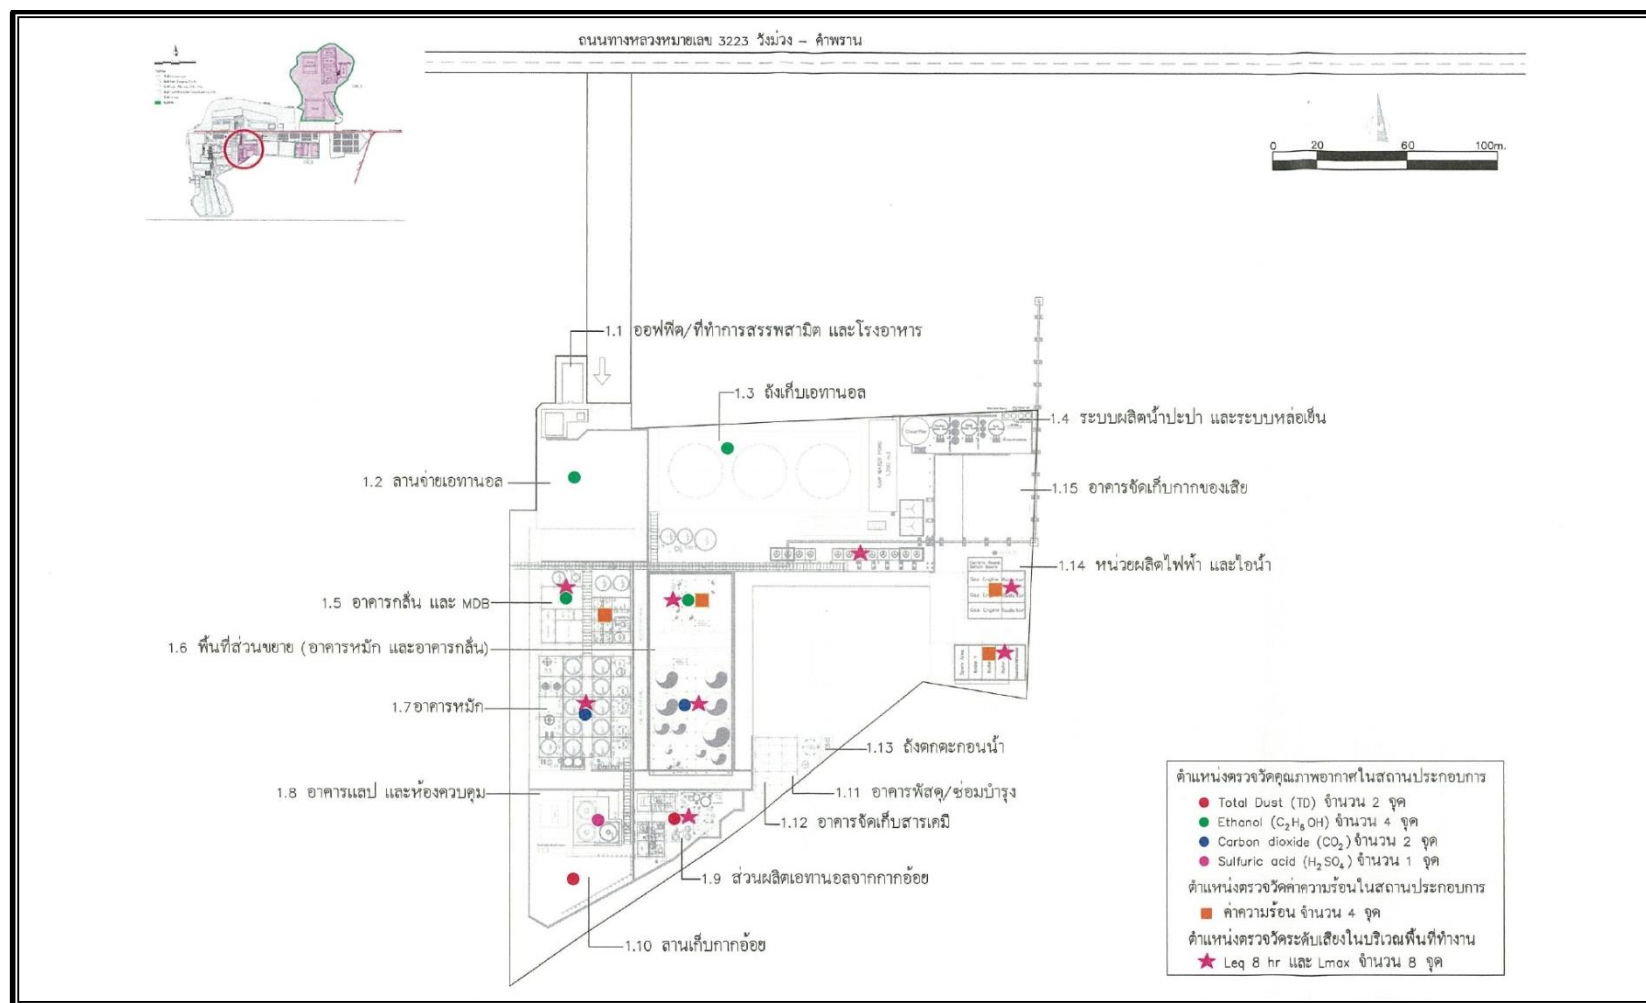 ถนนทางหลวงหมายเลข 3223 วังม่วง - คำพราน
0 20 60 100m.
1.1 ออฟฟิต/ที่ทำการสรรพสามิต และโรงอาหาร
1.3 ถังเก็บเอทานอล
1.4 ระบบผลิตน้ำปะปา และระบบหล่อเย็น
1.2 ลานจ่ายเอทานอล
1.15 อาคารจัดเก็บกากของเสีย
1.14 หน่วยผลิตไฟฟ้า และไอน้ำ
1.5 อาคารกลั่น และ MDB
1.6 พื้นที่ส่วนขยาย (อาคารหมัก และอาคารกลั่น)
1.7 อาคารหมัก
1.13 ถังตกตะกอนน้ำ
1.8 อาคารแลป และห้องควบคุม
1.11 อาคารพัสดุ/ซ่อมบำรุง
1.12 อาคารจัดเก็บสารเคมี
1.9 ส่วนผลิตเอทานอลจากกากอ้อย
1.10 ลานเก็บกากอ้อย
ตำแหน่งตรวจวัดคุณภาพอากาศในสถานประกอบการ
Total Dust (TD) จำนวน 2 จุด
Ethanol (C₂H₅OH) จำนวน 4 จุด
Carbon dioxide (CO₂) จำนวน 2 จุด
Sulfuric acid (H₂SO₄) จำนวน 1 จุด
ตำแหน่งตรวจวัดค่าความร้อนในสถานประกอบการ
ค่าความร้อน จำนวน 4 จุด
ตำแหน่งตรวจวัดระดับเสียงในบริเวณพื้นที่ทำงาน
Leq 8 hr และ Lmax จำนวน 8 จุด